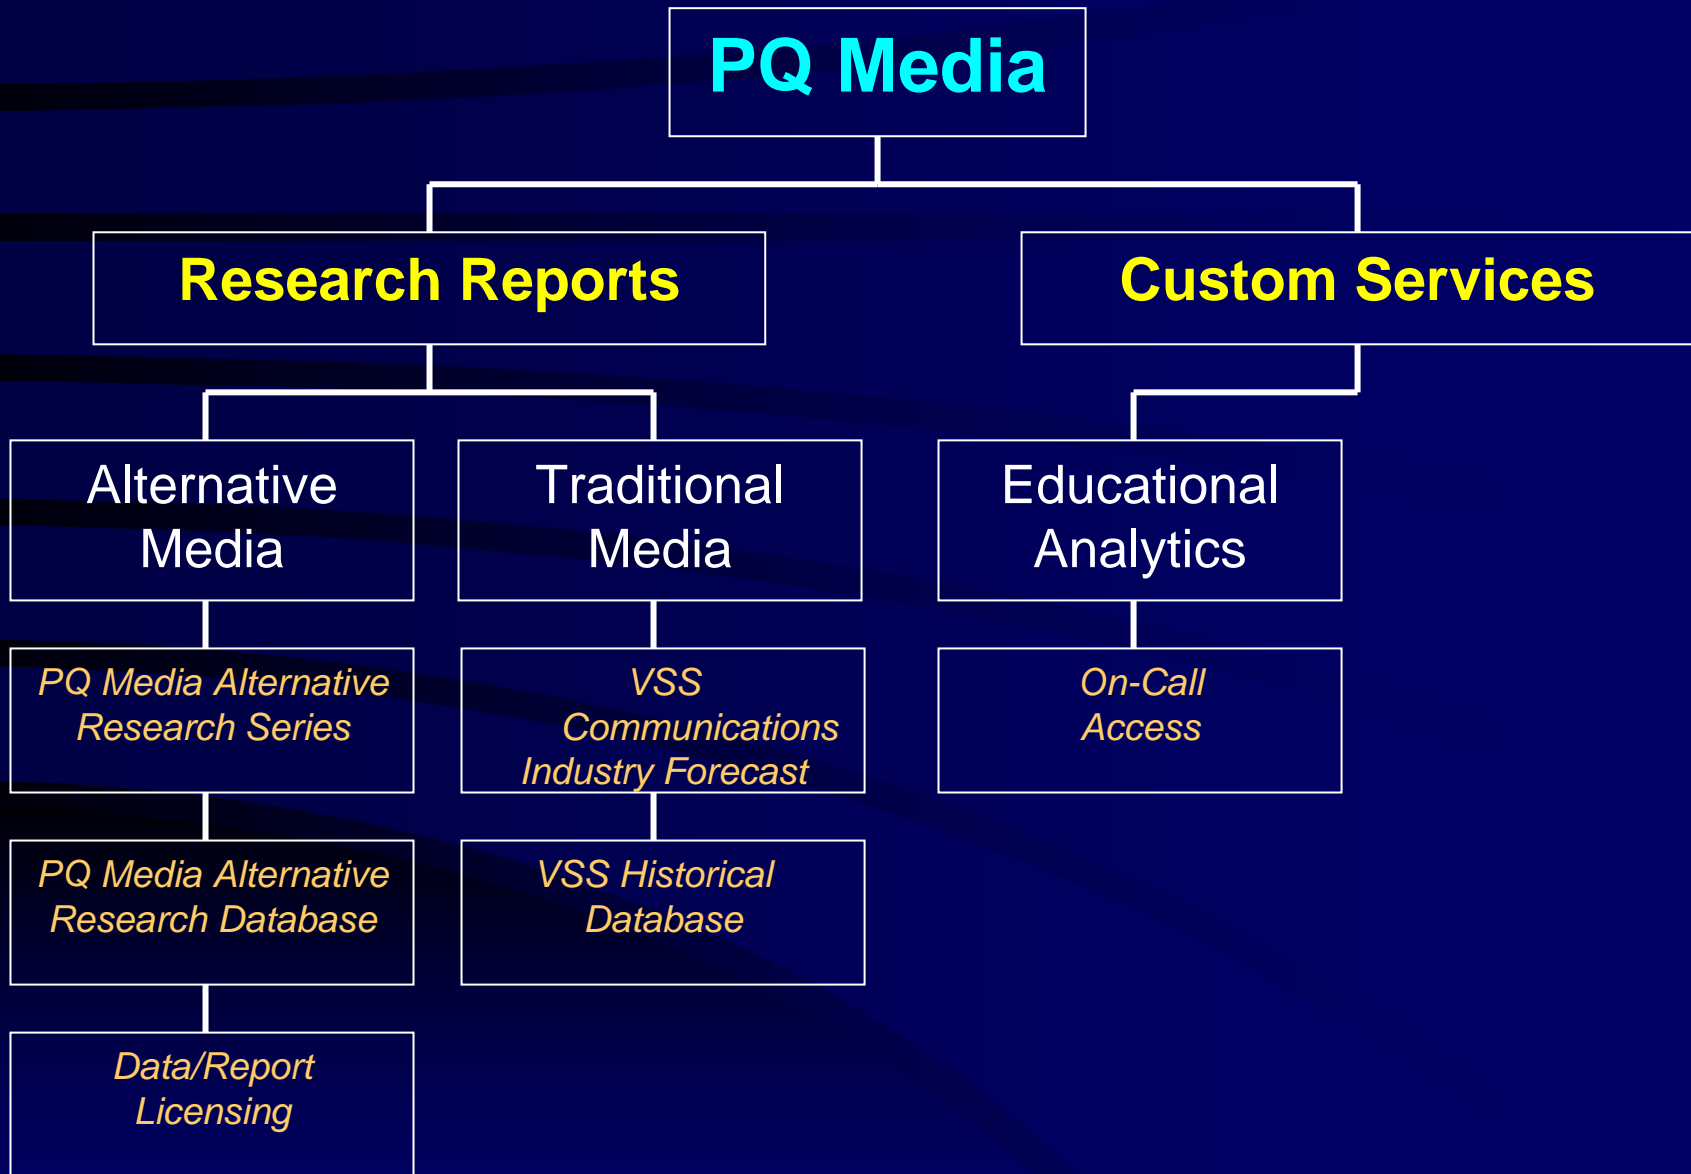 PQ Media
Research Reports
Custom Services
Alternative
Media
Traditional
Media
Educational
Analytics
PQ Media Alternative
Research Series
VSS
Communications
Industry Forecast
On-Call
Access
PQ Media Alternative
Research Database
VSS Historical
Database
Data/Report
Licensing